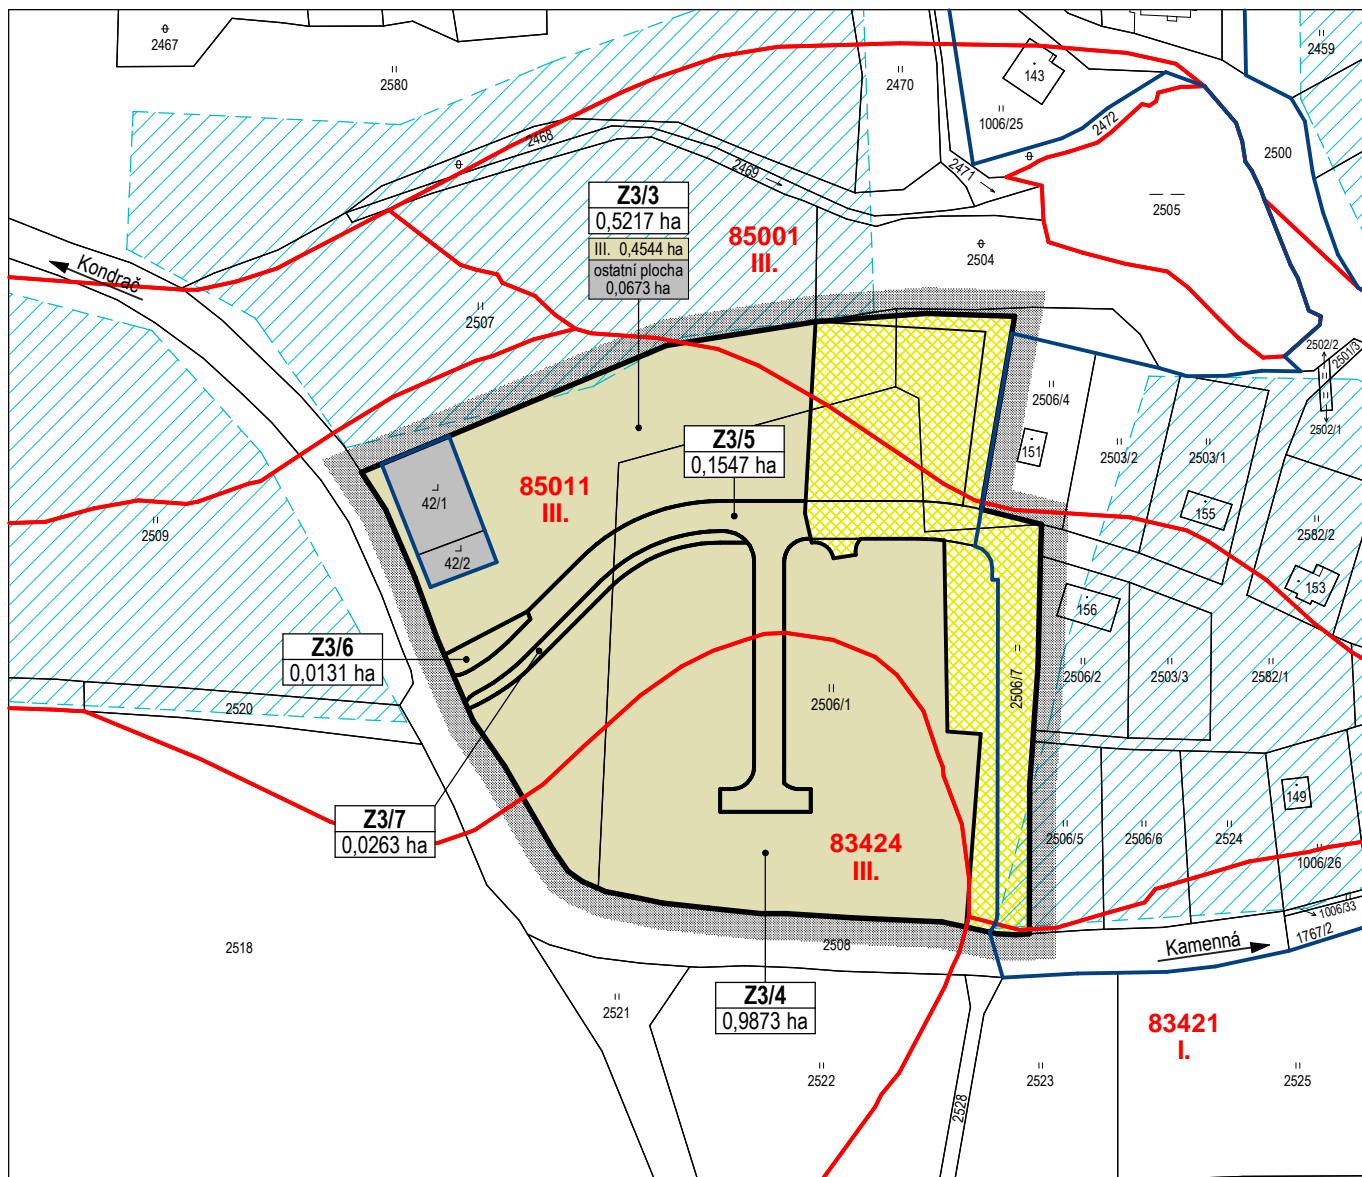 2467
2580
2470
143
1006/25
2472
2459
2468
2469
2471
2500
2505
Z3/3
0,5217 ha
III. 0,4544 ha
ostatní plocha
0,0673 ha
85001
III.
2504
Kondrač
2507
2502/2
2501/3
2506/4
Z3/5
0,1547 ha
151
2503/2
2503/1
2502/1
85011
III.
42/1
42/2
2509
155
2582/2
153
156
Z3/6
0,0131 ha
2506/1
2506/7
2506/2
2503/3
2582/1
2520
Z3/7
0,0263 ha
149
83424
III.
2506/5
2506/6
2524
1006/26
1006/33
1767/2
2518
2508
Kamenná
Z3/4
0,9873 ha
2521
83421
I.
2522
2523
2525
2528